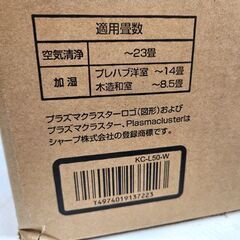 適用畳数
空気清浄 ～23畳
加湿 プレハブ洋室 ～14畳
木造和室 ～8.5畳
プラズマクラスターロゴ(図形)および
プラズマクラスター、Plasmaclusterは
シャープ株式会社の登録商標です。
KC-L50-W
T4974019137223